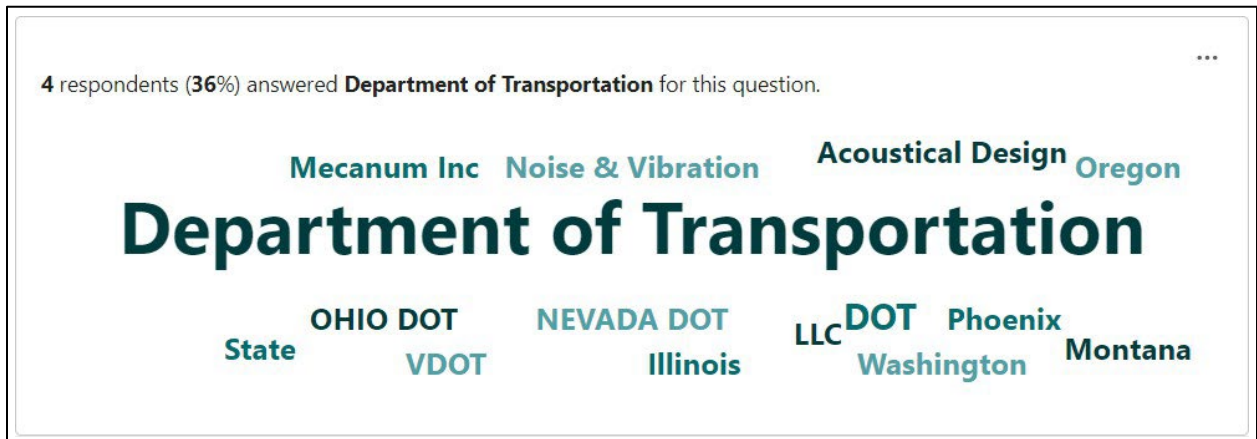 ...
4 respondents (36%) answered Department of Transportation for this question.
Mecanum Inc Noise & Vibration Acoustical Design Oregon
Department of Transportation
OHIO DOT NEVADA DOT LLC DOT Phoenix
State VDOT Illinois Washington Montana